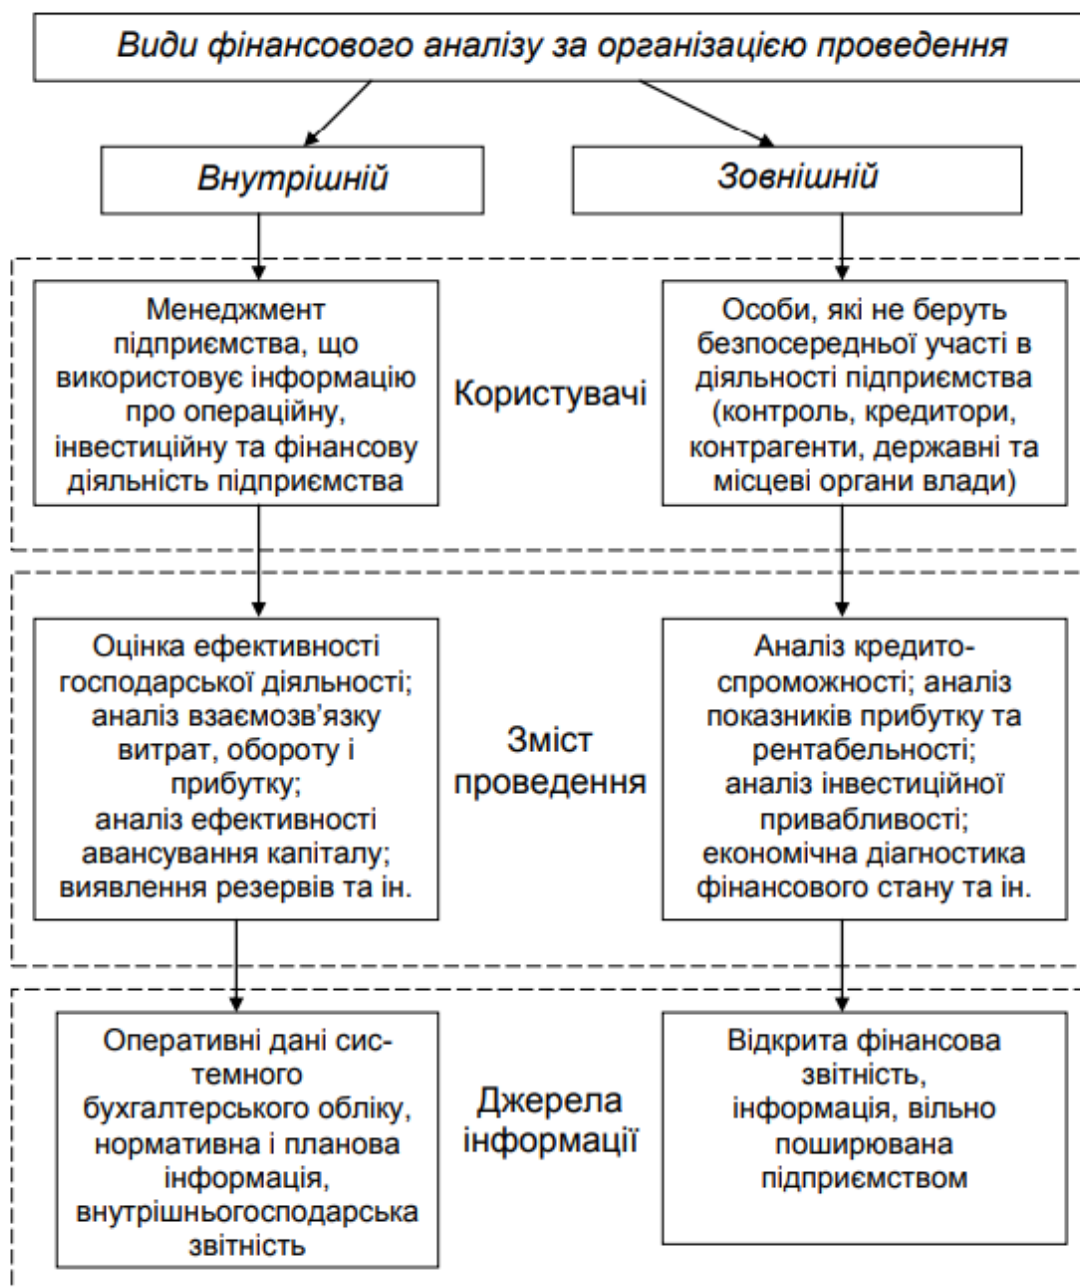 Види фінансового аналізу за організацією проведення
Внутрішній
Зовнішній
Менеджмент
підприємства, що
використовує інформацію
про операційну,
інвестиційну та фінансову
діяльність підприємства
Користувачі
Особи, які не беруть
безпосередньої участі в
діяльності підприємства
(контроль, кредитори,
контрагенти, державні та
місцеві органи влади)
Оцінка ефективності
господарської діяльності;
аналіз взаємозв’язку
витрат, обороту і
прибутку;
аналіз ефективності
авансування капіталу;
виявлення резервів та ін.
Зміст
проведення
Аналіз кредито-
спроможності; аналіз
показників прибутку та
рентабельності;
аналіз інвестиційної
привабливості;
економічна діагностика
фінансового стану та ін.
Оперативні дані сис-
темного
бухгалтерського обліку,
нормативна і планова
інформація,
внутрішньогосподарська
звітність
Джерела
інформації
Відкрита фінансова
звітність,
інформація, вільно
поширювана
підприємством